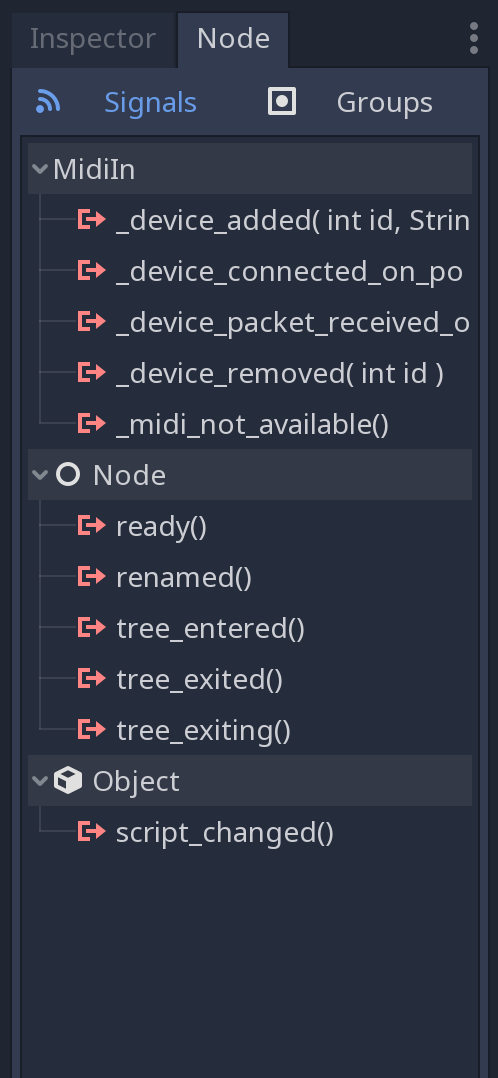 Inspector
Node
Signals
Groups
MidiIn
_device_added( int id, Strin
_device_connected_on_po
_device_packet_received_o
_device_removed( int id )
_midi_not_available()
Node
ready()
renamed()
tree_entered()
tree_exited()
tree_exiting()
Object
script_changed()